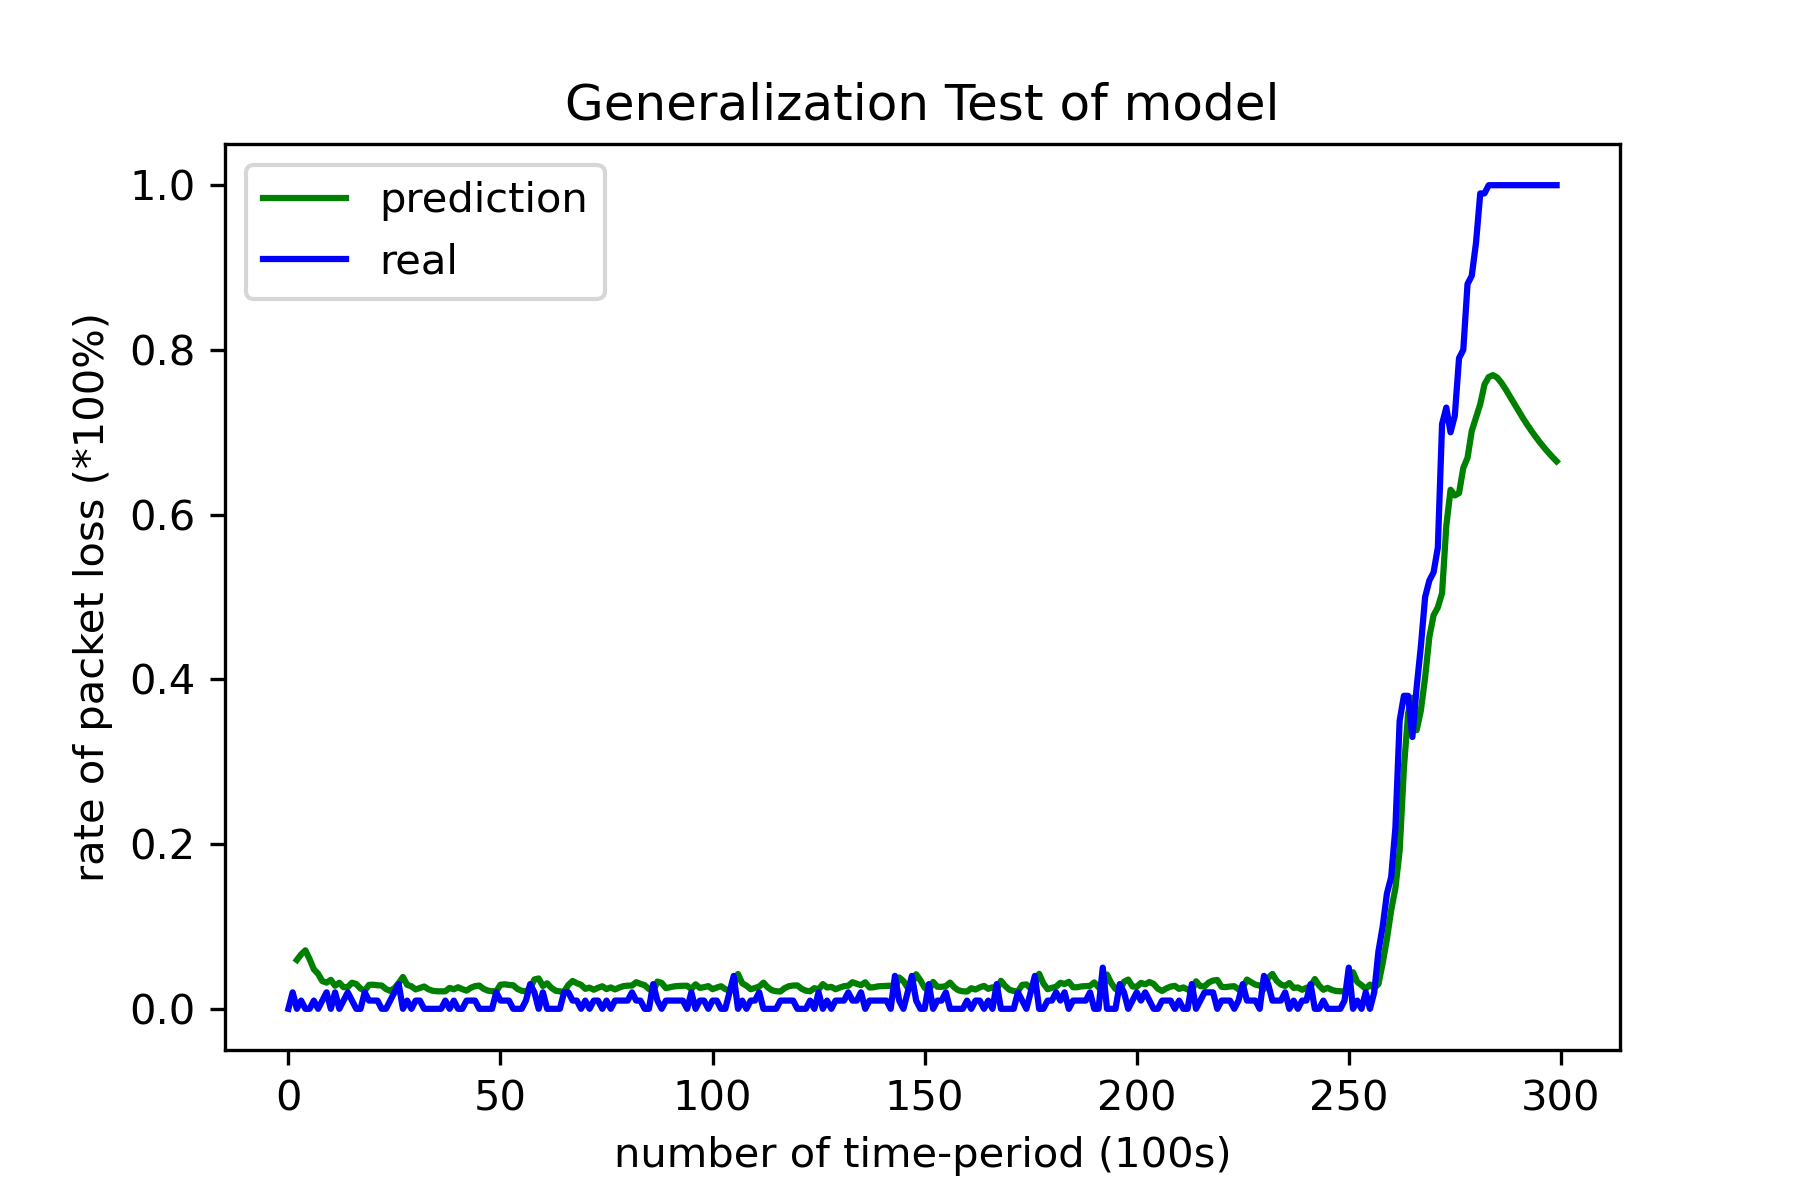 Generalization Test of model
prediction
real
rate of packet loss (*100%)
1.0
0.8
0.6
0.4
0.2
0.0
0 50 100 150 200 250 300
number of time-period (100s)